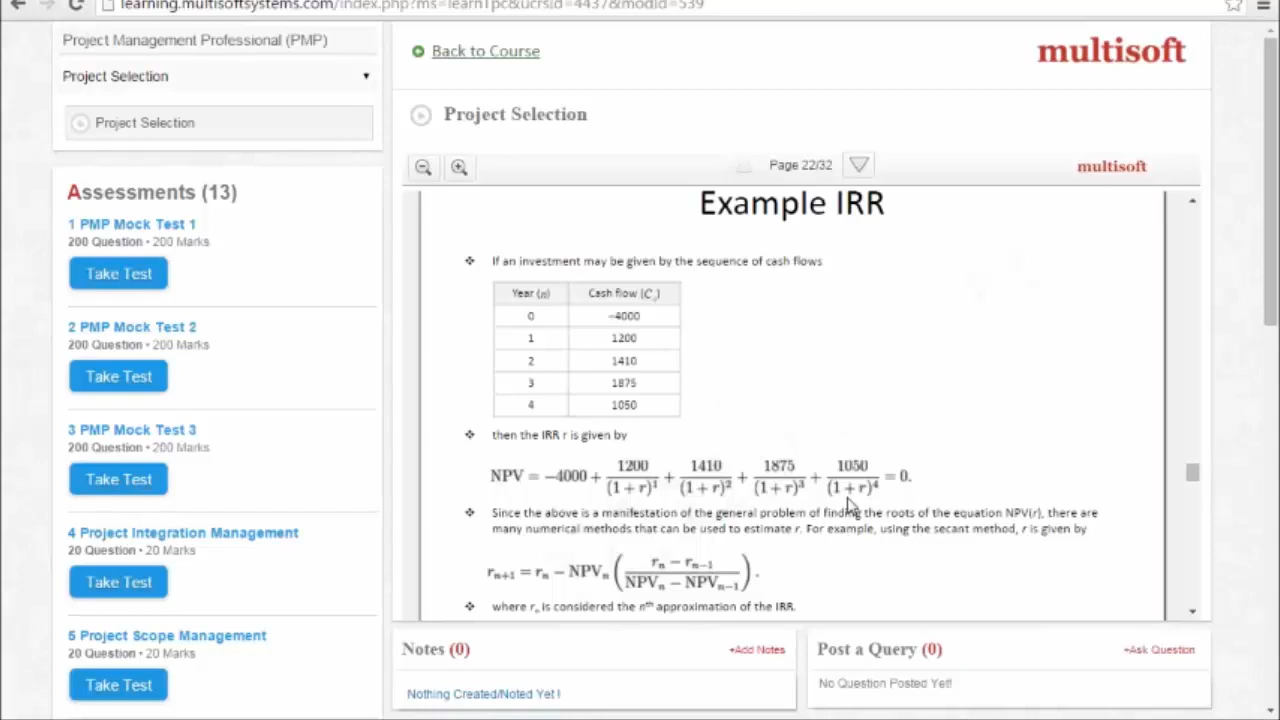 learning.multisoftsystems.com/index.php?ms=learn1pc&ucrsid=4437&modid=539
Project Management Professional (PMP)
Project Selection
Project Selection
Assessments (13)
1 PMP Mock Test 1
200 Question • 200 Marks
Take Test
2 PMP Mock Test 2
200 Question • 200 Marks
Take Test
3 PMP Mock Test 3
200 Question • 200 Marks
Take Test
4 Project Integration Management
20 Question • 20 Marks
Take Test
5 Project Scope Management
20 Question • 20 Marks
Take Test
Back to Course
multisoft
Project Selection
Page 22/32
multisoft
Example IRR
❖ If an investment may be given by the sequence of cash flows
Year (n) Cash flow (Cₙ)
0 −4000
1 1200
2 1410
3 1875
4 1050
❖ then the IRR r is given by
NPV = −4000 + 1200/(1 + r)¹ + 1410/(1 + r)² + 1875/(1 + r)³ + 1050/(1 + r)⁴ = 0.
❖ Since the above is a manifestation of the general problem of finding the roots of the equation NPV(r), there are
many numerical methods that can be used to estimate r. For example, using the secant method, r is given by
rₙ₊₁ = rₙ − NPVₙ ( (rₙ − rₙ₋₁)/(NPVₙ − NPVₙ₋₁) ).
❖ where rₙ is considered the nᵗʰ approximation of the IRR.
Notes (0)
+Add Notes
Nothing Created/Noted Yet !
Post a Query (0)
+Ask Question
No Question Posted Yet!